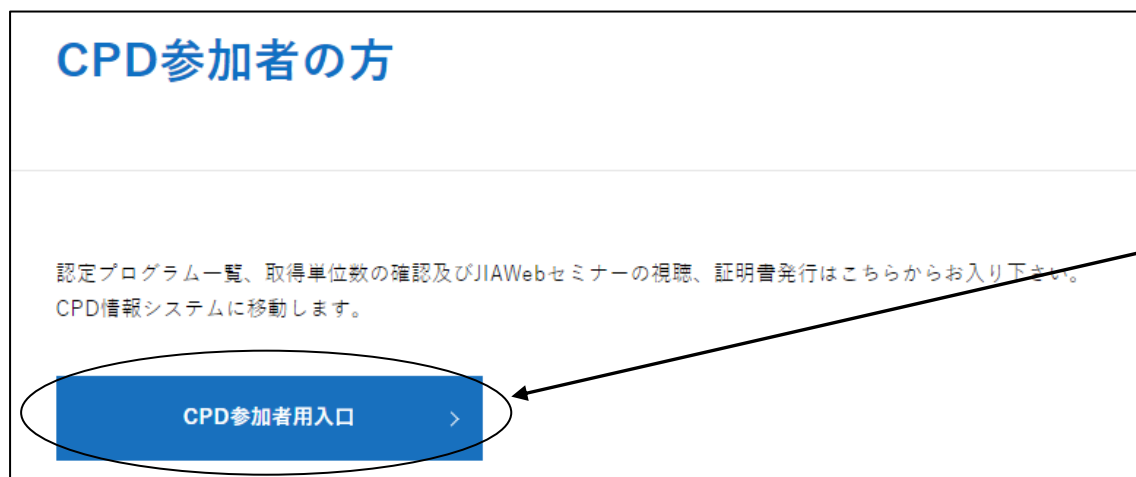 CPD参加者の方
認定プログラム一覧、取得単位数の確認及びJIAWebセミナーの視聴、証明書発行はこちらからお入り下さい。
CPD情報システムに移動します。
CPD参加者用入口